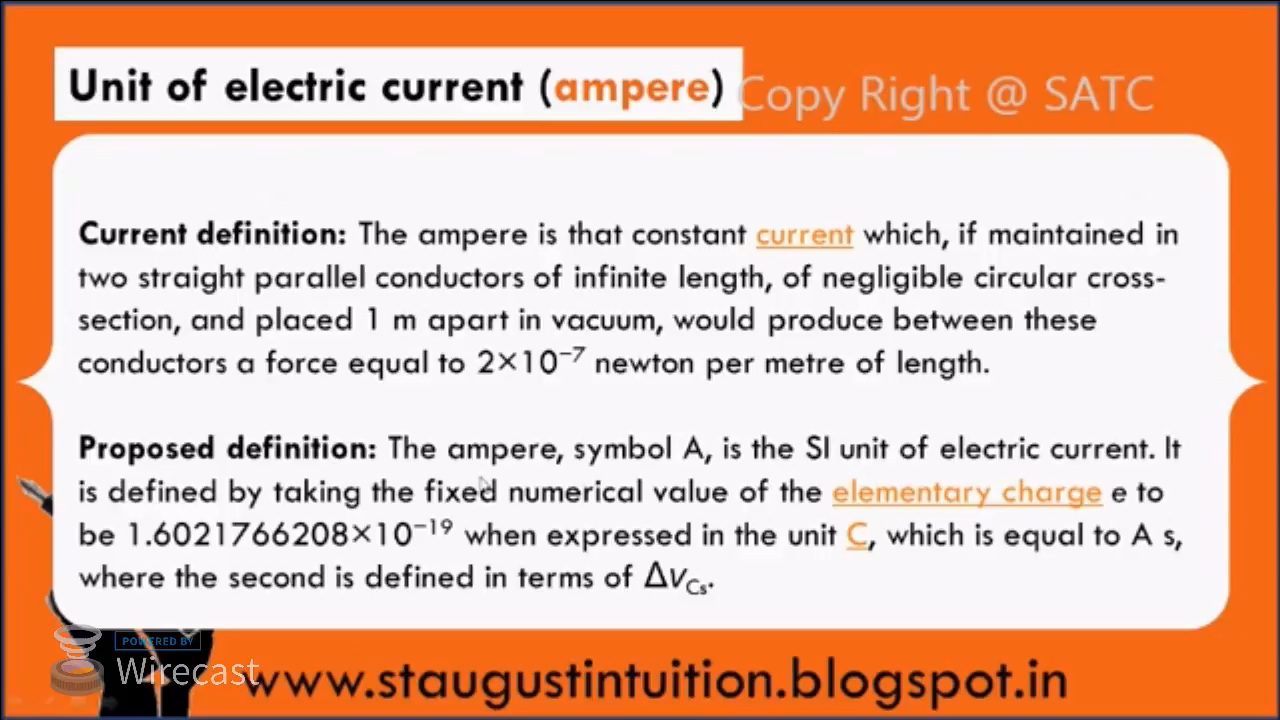 Unit of electric current (ampere)
Copy Right @ SATC
Current definition: The ampere is that constant current which, if maintained in
two straight parallel conductors of infinite length, of negligible circular cross-
section, and placed 1 m apart in vacuum, would produce between these
conductors a force equal to 2×10⁻⁷ newton per metre of length.
Proposed definition: The ampere, symbol A, is the SI unit of electric current. It
is defined by taking the fixed numerical value of the elementary charge e to
be 1.6021766208×10⁻¹⁹ when expressed in the unit C, which is equal to A s,
where the second is defined in terms of Δν_Cs.
POWERED BY
Wirecast
www.staugustintuition.blogspot.in